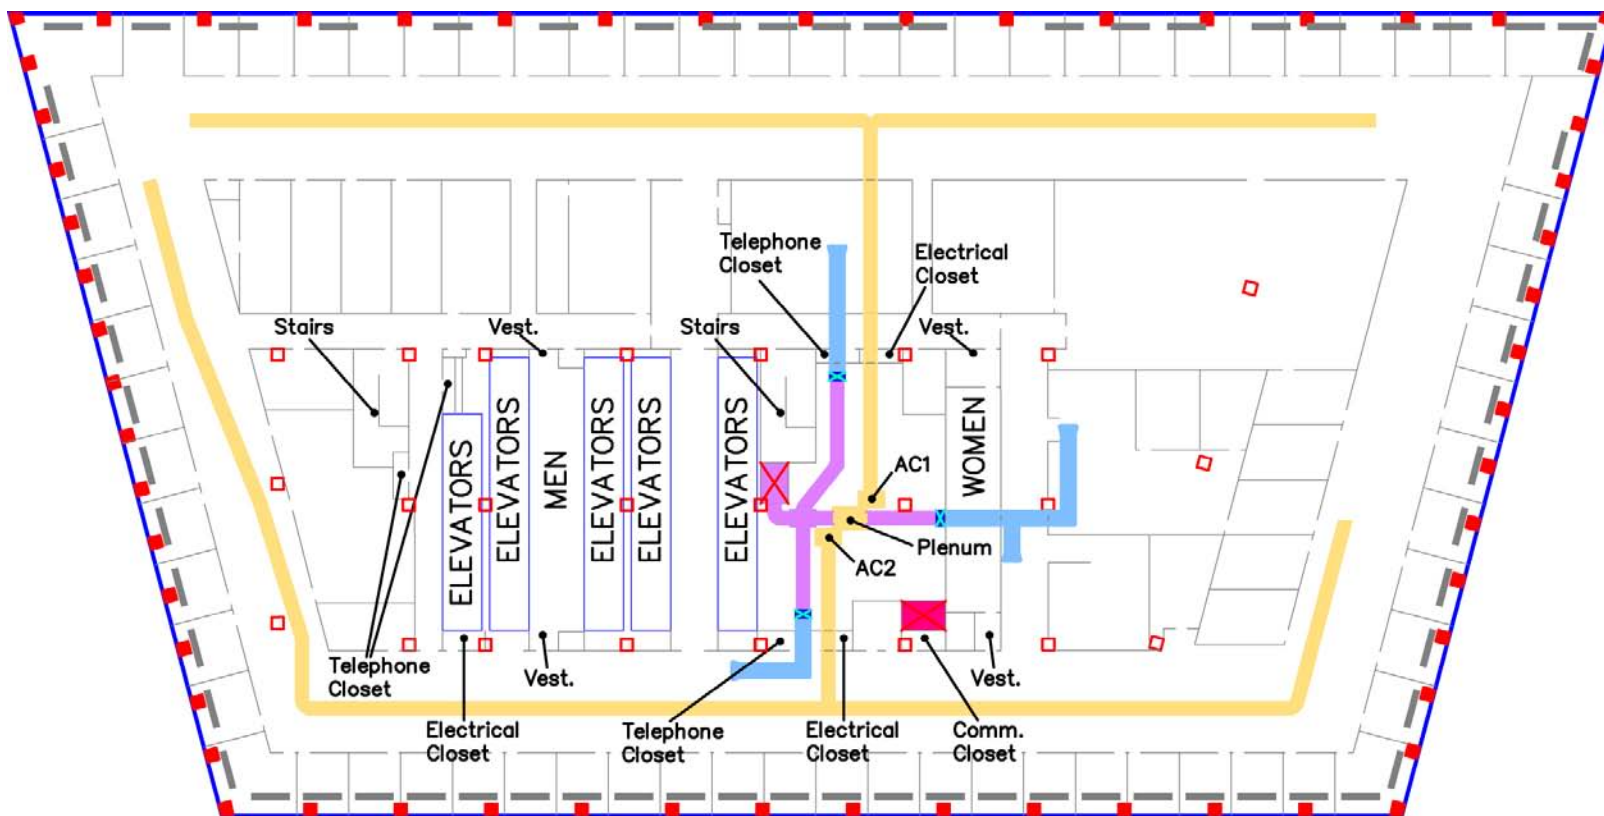 Telephone
Closet
Electrical
Closet
Stairs
Vest.
Stairs
Vest.
ELEVATORS
ELEVATORS
MEN
ELEVATORS
ELEVATORS
ELEVATORS
WOMEN
AC1
Plenum
AC2
Telephone
Closet
Vest.
Vest.
Electrical
Closet
Telephone
Closet
Electrical
Closet
Comm.
Closet